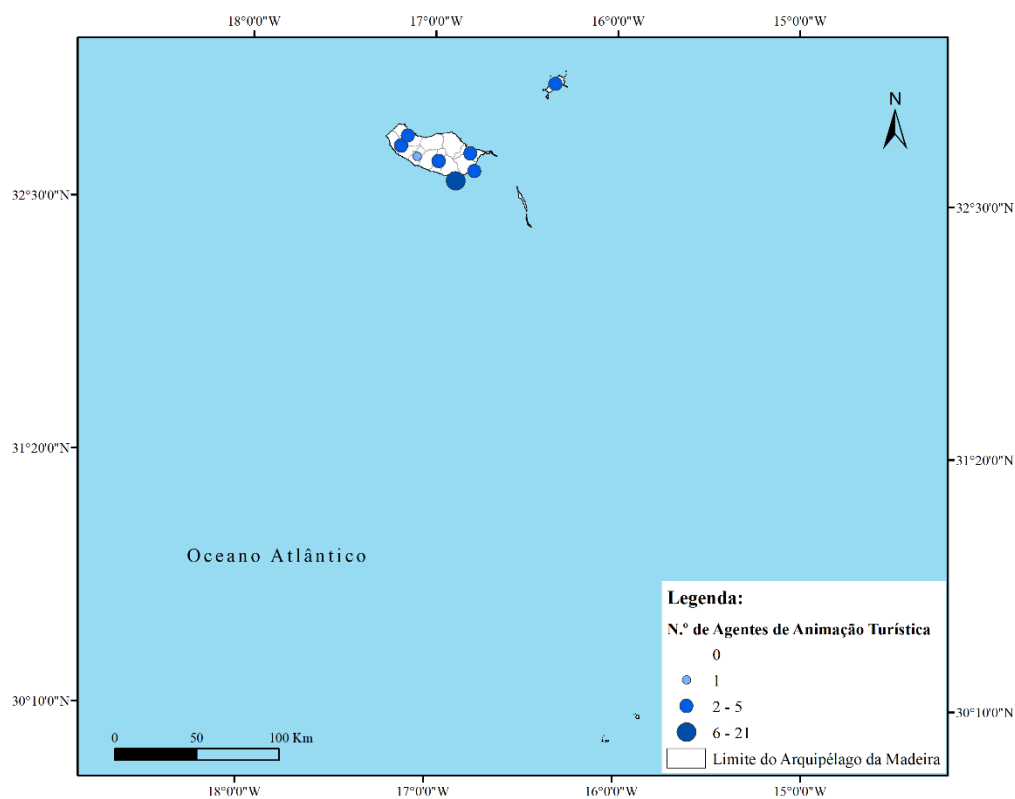 18°0'0"W 17°0'0"W 16°0'0"W 15°0'0"W
N
32°30'0"N
32°30'0"N
31°20'0"N
31°20'0"N
Oceano Atlântico
Legenda:
N.º de Agentes de Animação Turística
0
1
2 - 5
6 - 21
Limite do Arquipélago da Madeira
30°10'0"N
30°10'0"N
0 50 100 Km
18°0'0"W 17°0'0"W 16°0'0"W 15°0'0"W